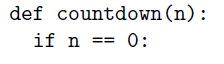 def countdown(n):
  if n == 0: